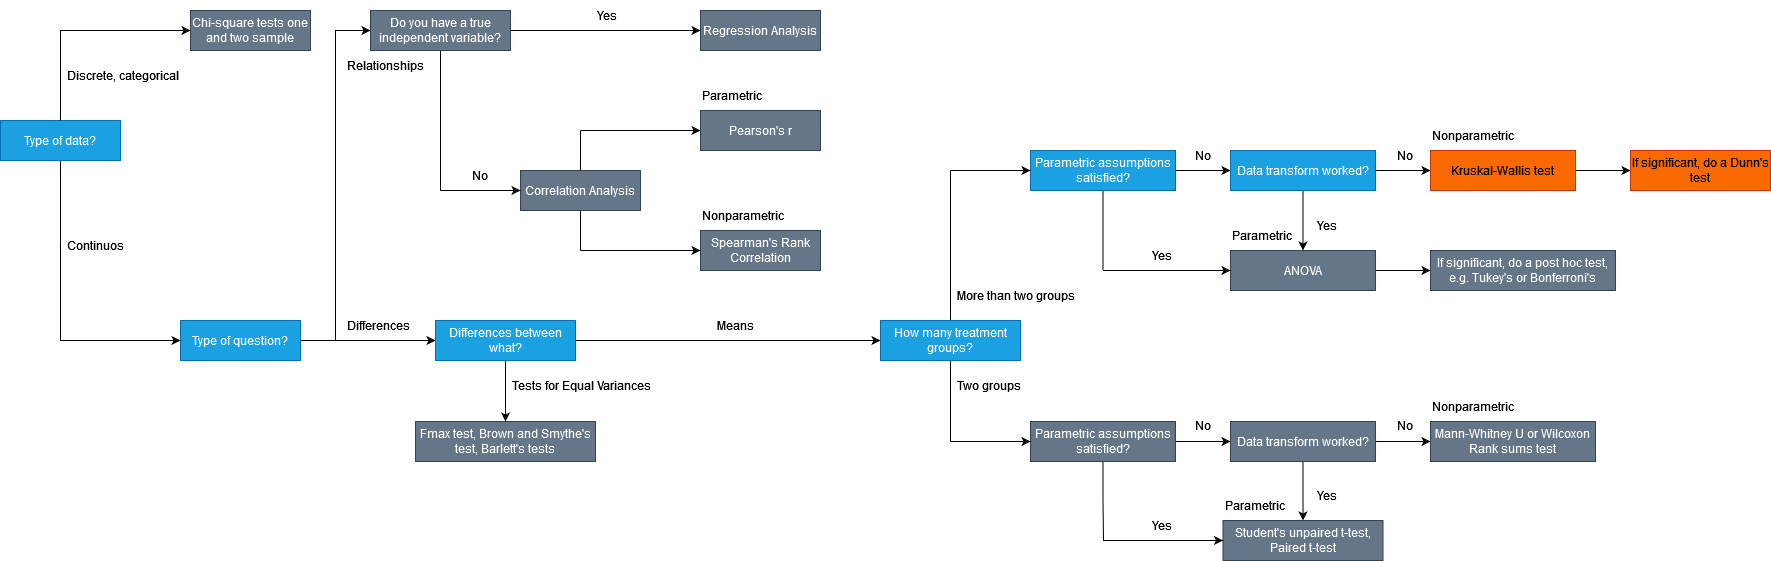 Chi-square tests one
and two sample
Do you have a true
independent variable?
Yes
Regression Analysis
Discrete, categorical
Relationships
Type of data?
Parametric
Pearson's r
No
Correlation Analysis
Nonparametric
Spearman's Rank
Correlation
Continuos
Type of question?
Differences
Differences between
what?
Means
Tests for Equal Variances
Fmax test, Brown and Smythe's
test, Barlett's tests
How many treatment
groups?
More than two groups
Two groups
Parametric assumptions
satisfied?
No
Data transform worked?
No
Nonparametric
Kruskal-Wallis test
If significant, do a Dunn's
test
Yes
Yes
Parametric
ANOVA
If significant, do a post hoc test,
e.g. Tukey's or Bonferroni's
Parametric assumptions
satisfied?
No
Data transform worked?
No
Nonparametric
Mann-Whitney U or Wilcoxon
Rank sums test
Yes
Yes
Parametric
Student's unpaired t-test,
Paired t-test